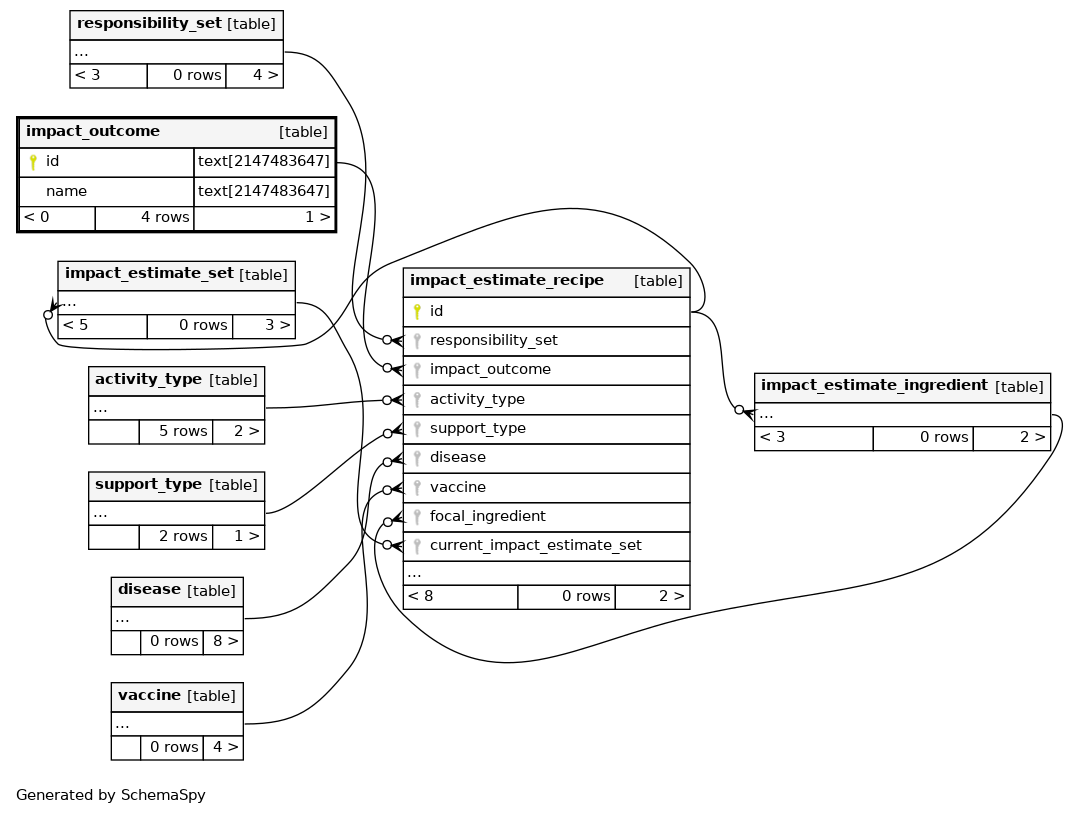 responsibility_set [table]
...
< 3 0 rows 4 >
impact_outcome [table]
id text[2147483647]
name text[2147483647]
< 0 4 rows 1 >
impact_estimate_set [table]
...
< 5 0 rows 3 >
activity_type [table]
...
5 rows 2 >
support_type [table]
...
2 rows 1 >
disease [table]
...
0 rows 8 >
vaccine [table]
...
0 rows 4 >
impact_estimate_recipe [table]
id
responsibility_set
impact_outcome
activity_type
support_type
disease
vaccine
focal_ingredient
current_impact_estimate_set
...
< 8 0 rows 2 >
impact_estimate_ingredient [table]
...
< 3 0 rows 2 >
Generated by SchemaSpy